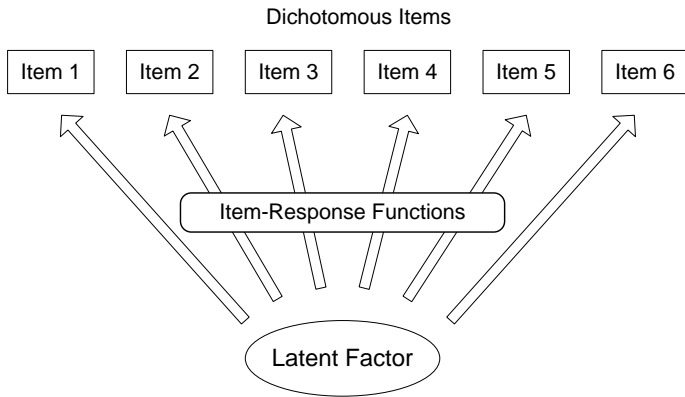 Dichotomous Items
Item 1 Item 2 Item 3 Item 4 Item 5 Item 6
Item-Response Functions
Latent Factor